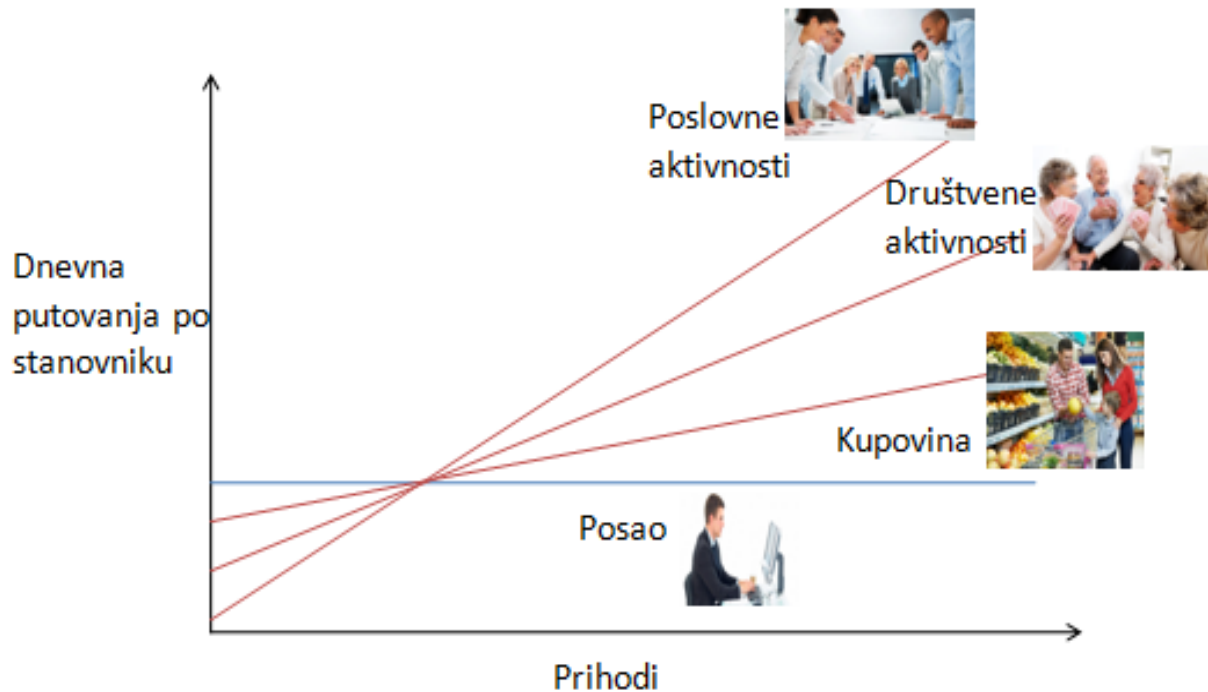 Poslovne
aktivnosti
Društvene
aktivnosti
Dnevna
putovanja po
stanovniku
Kupovina
Posao
Prihodi